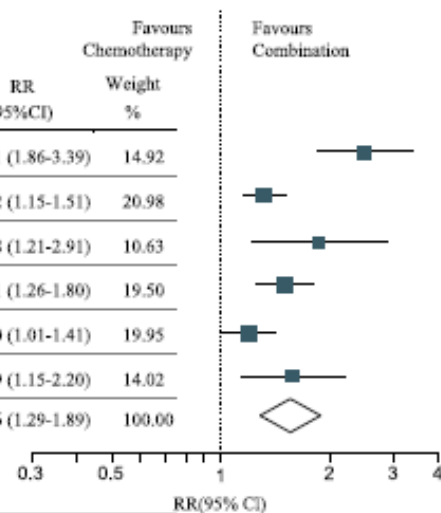 Favours Favours
Chemotherapy Combination
RR Weight
95%CI) %
(1.86-3.39) 14.92
(1.15-1.51) 20.98
(1.21-2.91) 10.63
(1.26-1.80) 19.50
(1.01-1.41) 19.95
(1.15-2.20) 14.02
(1.29-1.89) 100.00
0.3 0.5 1 2 3 4
RR(95% CI)